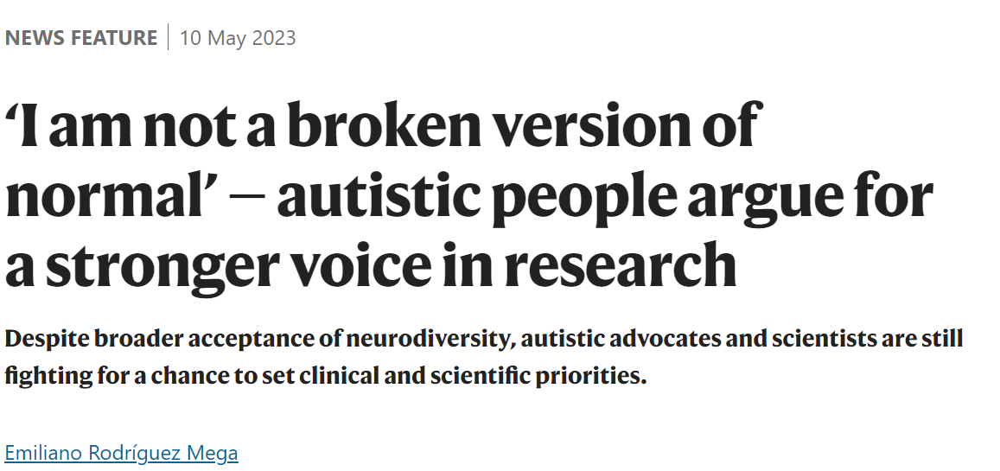 NEWS FEATURE | 10 May 2023
‘I am not a broken version of
normal’ — autistic people argue for
a stronger voice in research
Despite broader acceptance of neurodiversity, autistic advocates and scientists are still
fighting for a chance to set clinical and scientific priorities.
Emiliano Rodríguez Mega